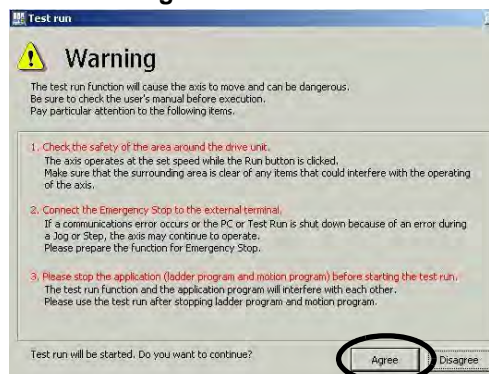 Test run
Warning
The test run function will cause the axis to move and can be dangerous.
Be sure to check the user's manual before execution.
Pay particular attention to the following items.
1. Check the safety of the area around the drive unit.
The axis operates at the set speed while the Run button is clicked.
Make sure that the surrounding area is clear of any items that could interfere with the operating
of the axis.
2. Connect the Emergency Stop to the external terminal.
If a communications error occurs or the PC or Test Run is shut down because of an error during
a Jog or Step, the axis may continue to operate.
Please prepare the function for Emergency Stop.
3. Please stop the application (ladder program and motion program) before starting the test run.
The test run function and the application program will interfere with each other.
Please use the test run after stopping ladder program and motion program.
Test run will be started. Do you want to continue?
Agree
Disagree